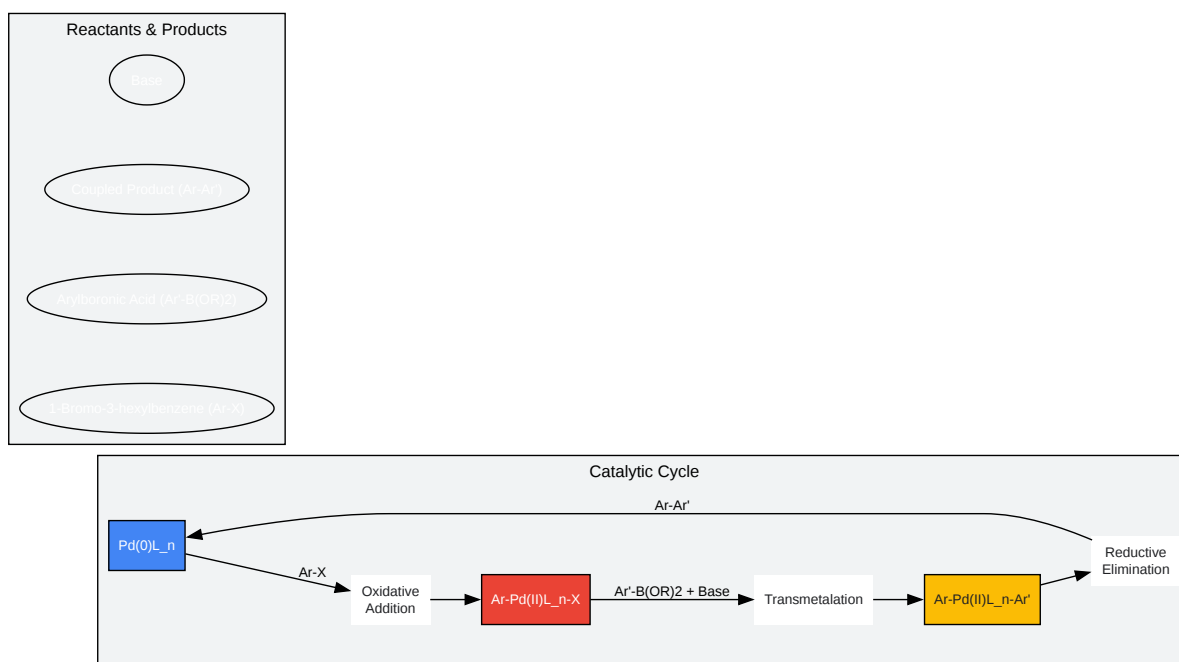 Reactants & Products
Base
Coupled Product (Ar-Ar')
Arylboronic Acid (Ar'-B(OR)2)
1-Bromo-3-hexylbenzene (Ar-X)
Catalytic Cycle
Ar-Ar'
Pd(0)L_n
Ar-X
Oxidative
Addition
Ar-Pd(II)L_n-X
Ar'-B(OR)2 + Base
Transmetalation
Ar-Pd(II)L_n-Ar'
Reductive
Elimination